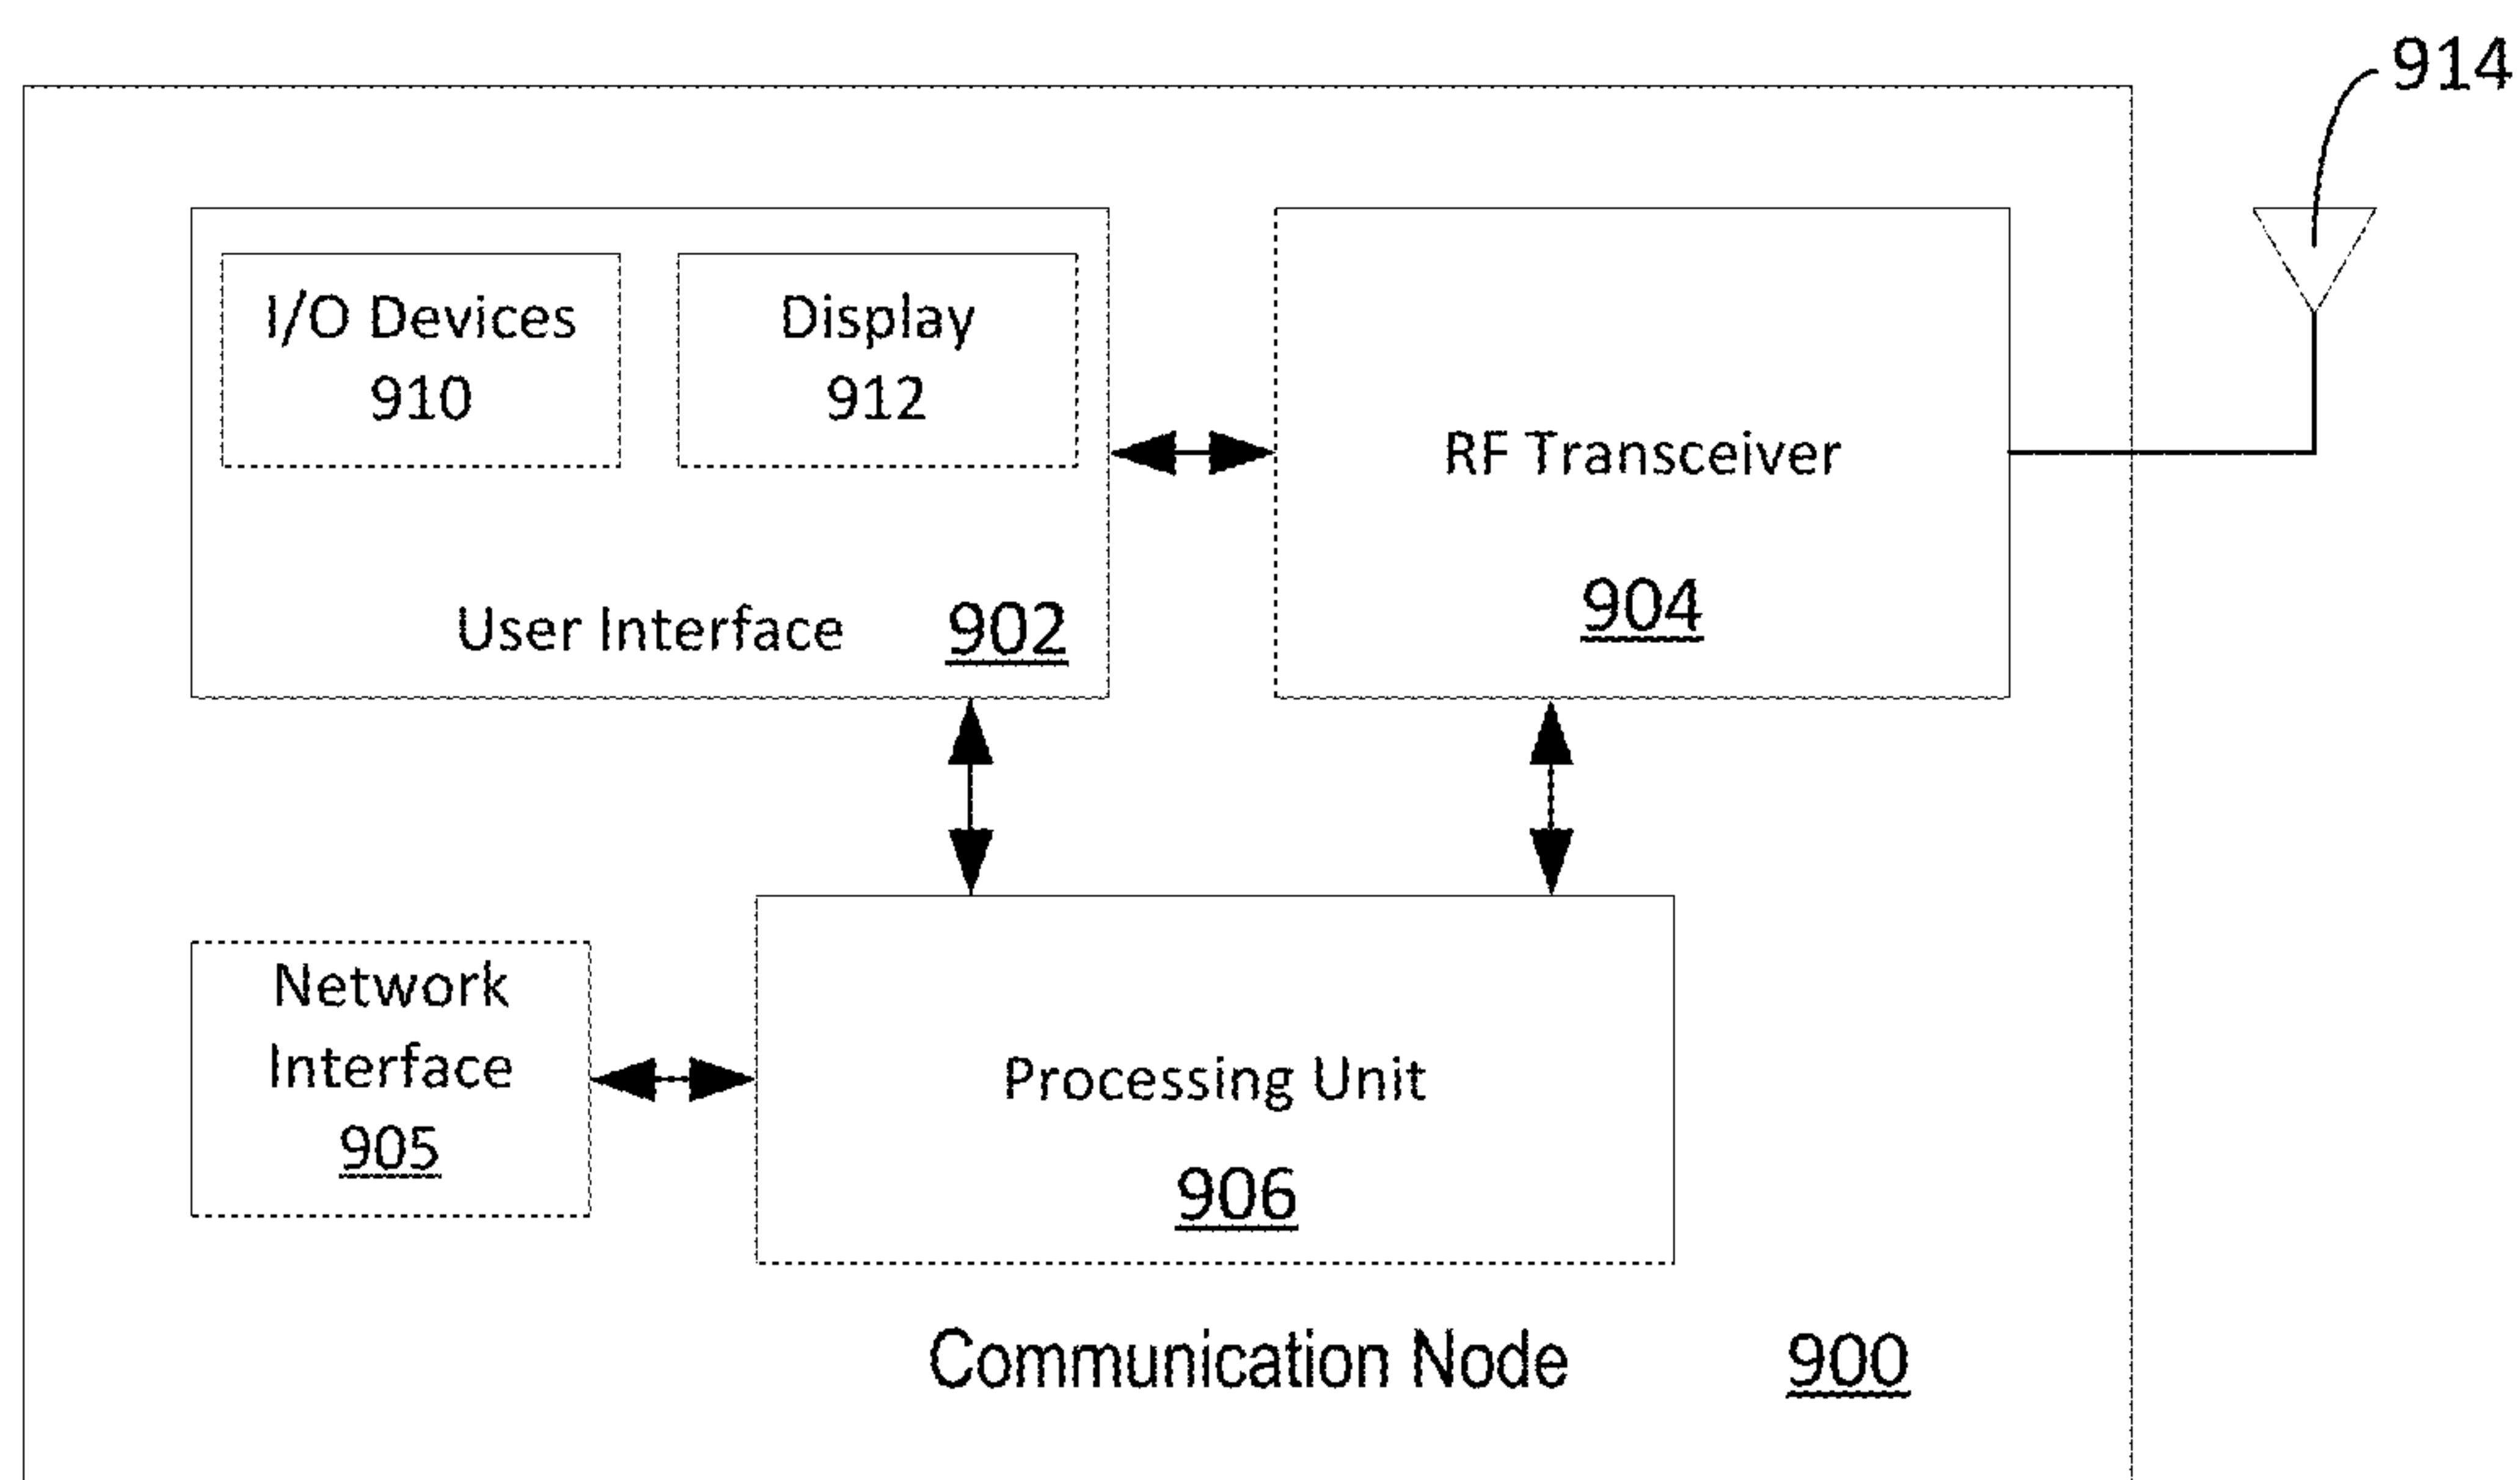 914
I/O Devices
910
Display
912
User Interface 902
RF Transceiver
904
Network
Interface
905
Processing Unit
906
Communication Node 900